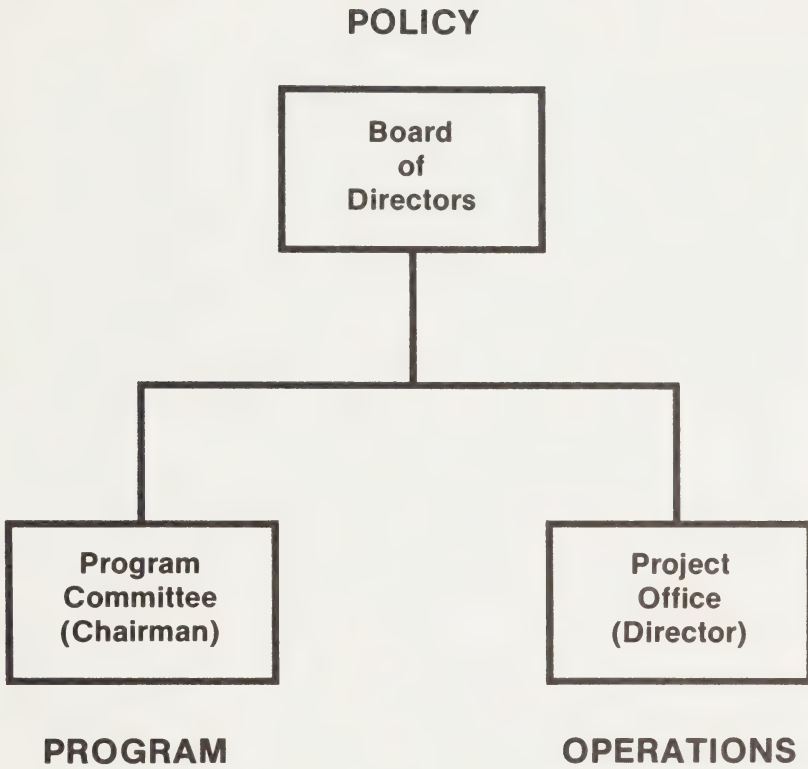 POLICY
Board
of
Directors
Program
Committee
(Chairman)
Project
Office
(Director)
PROGRAM
OPERATIONS